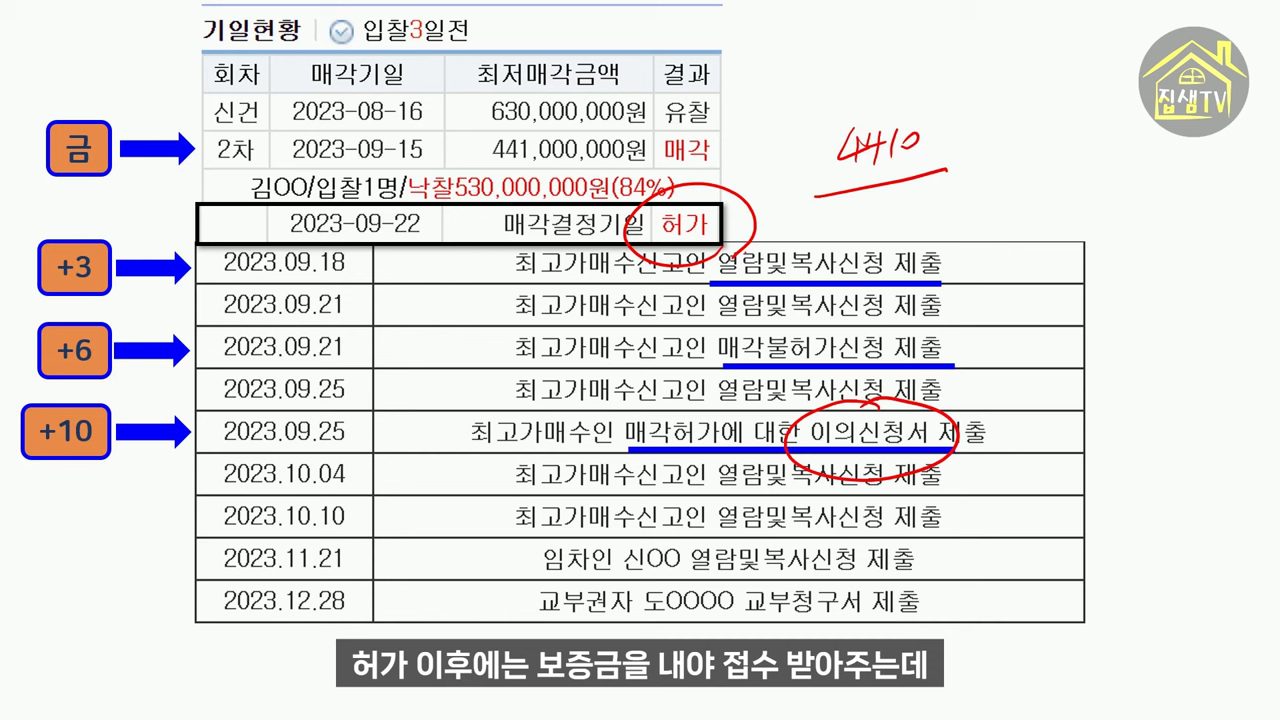 기일현황 입찰3일전
집샘TV
회차 매각기일 최저매각금액 결과
신건 2023-08-16 630,000,000원 유찰
금
2차 2023-09-15 441,000,000원 매각
4410
김OO/입찰1명/낙찰530,000,000원(84%)
2023-09-22 매각결정기일 허가
+3
2023.09.18 최고가매수신고인 열람및복사신청 제출
2023.09.21 최고가매수신고인 열람및복사신청 제출
+6
2023.09.21 최고가매수신고인 매각불허가신청 제출
2023.09.25 최고가매수신고인 열람및복사신청 제출
+10
2023.09.25 최고가매수인 매각허가에 대한 이의신청서 제출
2023.10.04 최고가매수신고인 열람및복사신청 제출
2023.10.10 최고가매수신고인 열람및복사신청 제출
2023.11.21 임차인 신OO 열람및복사신청 제출
2023.12.28 교부권자 도OOOO 교부청구서 제출
허가 이후에는 보증금을 내야 접수 받아주는데